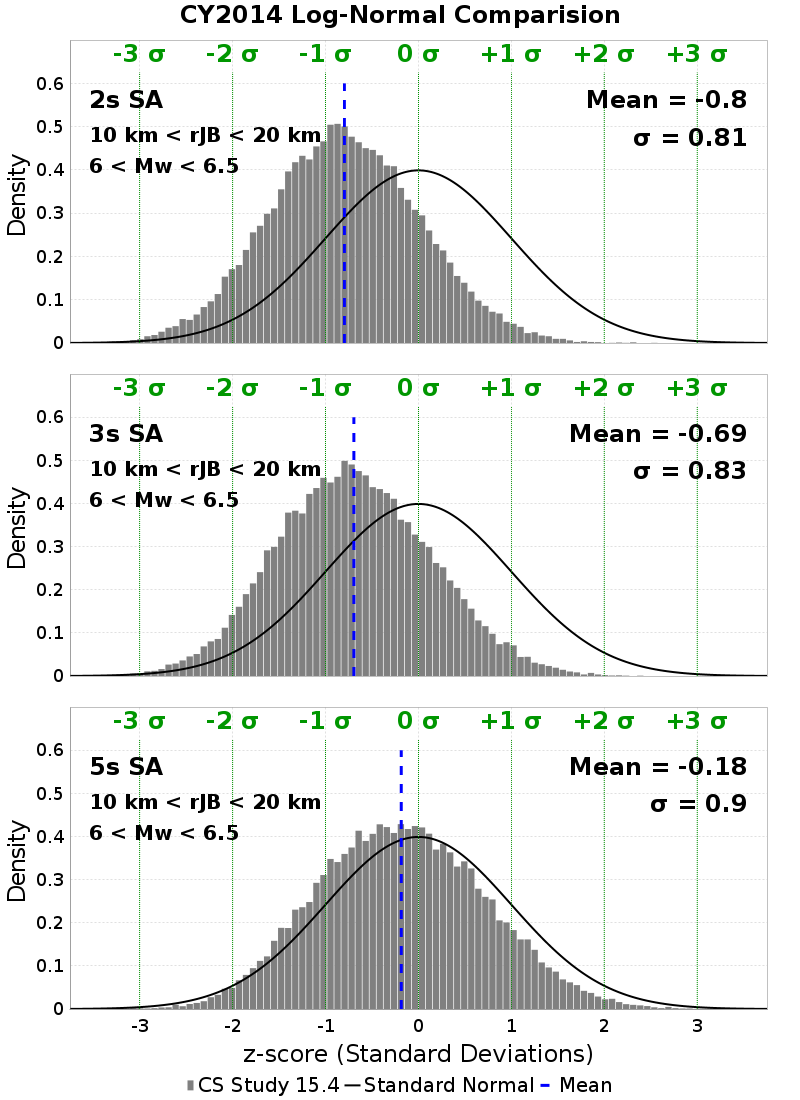 CY2014 Log-Normal Comparision
-3 σ -2 σ -1 σ 0 σ +1 σ +2 σ +3 σ
0.6
2s SA Mean = -0.8
0.5
10 km < rJB < 20 km σ = 0.81
6 < Mw < 6.5
0.4
0.3
0.2
0.1
0
Density
-3 σ -2 σ -1 σ 0 σ +1 σ +2 σ +3 σ
0.6
3s SA Mean = -0.69
0.5
10 km < rJB < 20 km σ = 0.83
6 < Mw < 6.5
0.4
0.3
0.2
0.1
0
Density
-3 σ -2 σ -1 σ 0 σ +1 σ +2 σ +3 σ
0.6
5s SA Mean = -0.18
0.5
10 km < rJB < 20 km σ = 0.9
6 < Mw < 6.5
0.4
0.3
0.2
0.1
0
Density
-3 -2 -1 0 1 2 3
z-score (Standard Deviations)
CS Study 15.4 Standard Normal Mean